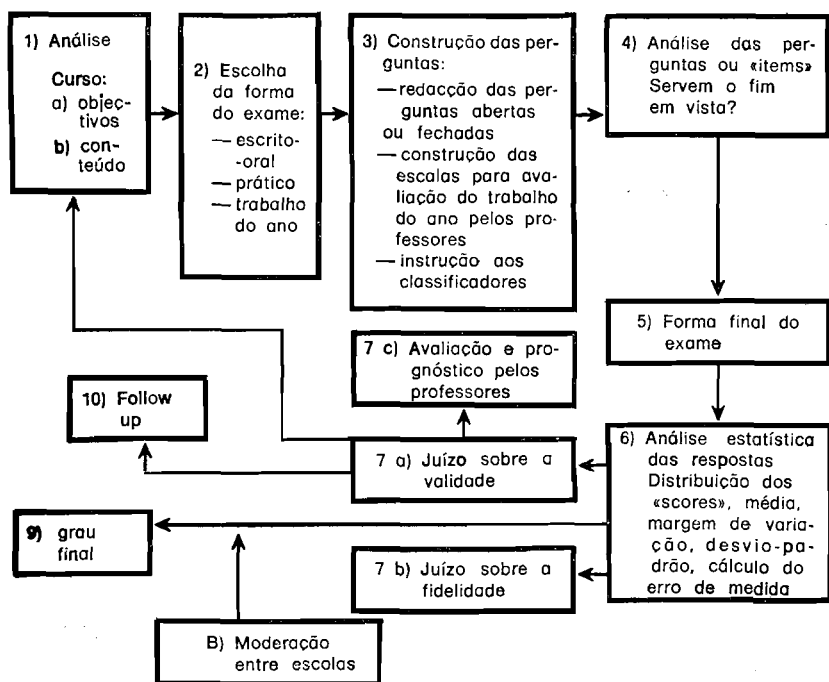 1) Análise
Curso:
a) objec-
tivos
b) con-
teúdo
2) Escolha
da forma
do exame:
— escrito-
-oral
— prático
— trabalho
do ano
3) Construção das per-
guntas:
— redacção das per-
guntas abertas
ou fechadas
— construção das
escalas para ava-
liação do trabalho
do ano pelos pro-
fessores
— instrução aos
classificadores
4) Análise das per-
guntas ou «items»
Servem o fim
em vista?
5) Forma final do
exame
6) Análise estatística
das respostas
Distribuição dos
«scores», média,
margem de varia-
ção, desvio-pa-
drão, cálculo do
erro de medida
7 c) Avaliação e pro-
gnóstico pelos
professores
7 a) Juízo sobre a
validade
7 b) Juízo sobre a
fidelidade
10) Follow
up
9) grau
final
B) Moderação
entre escolas